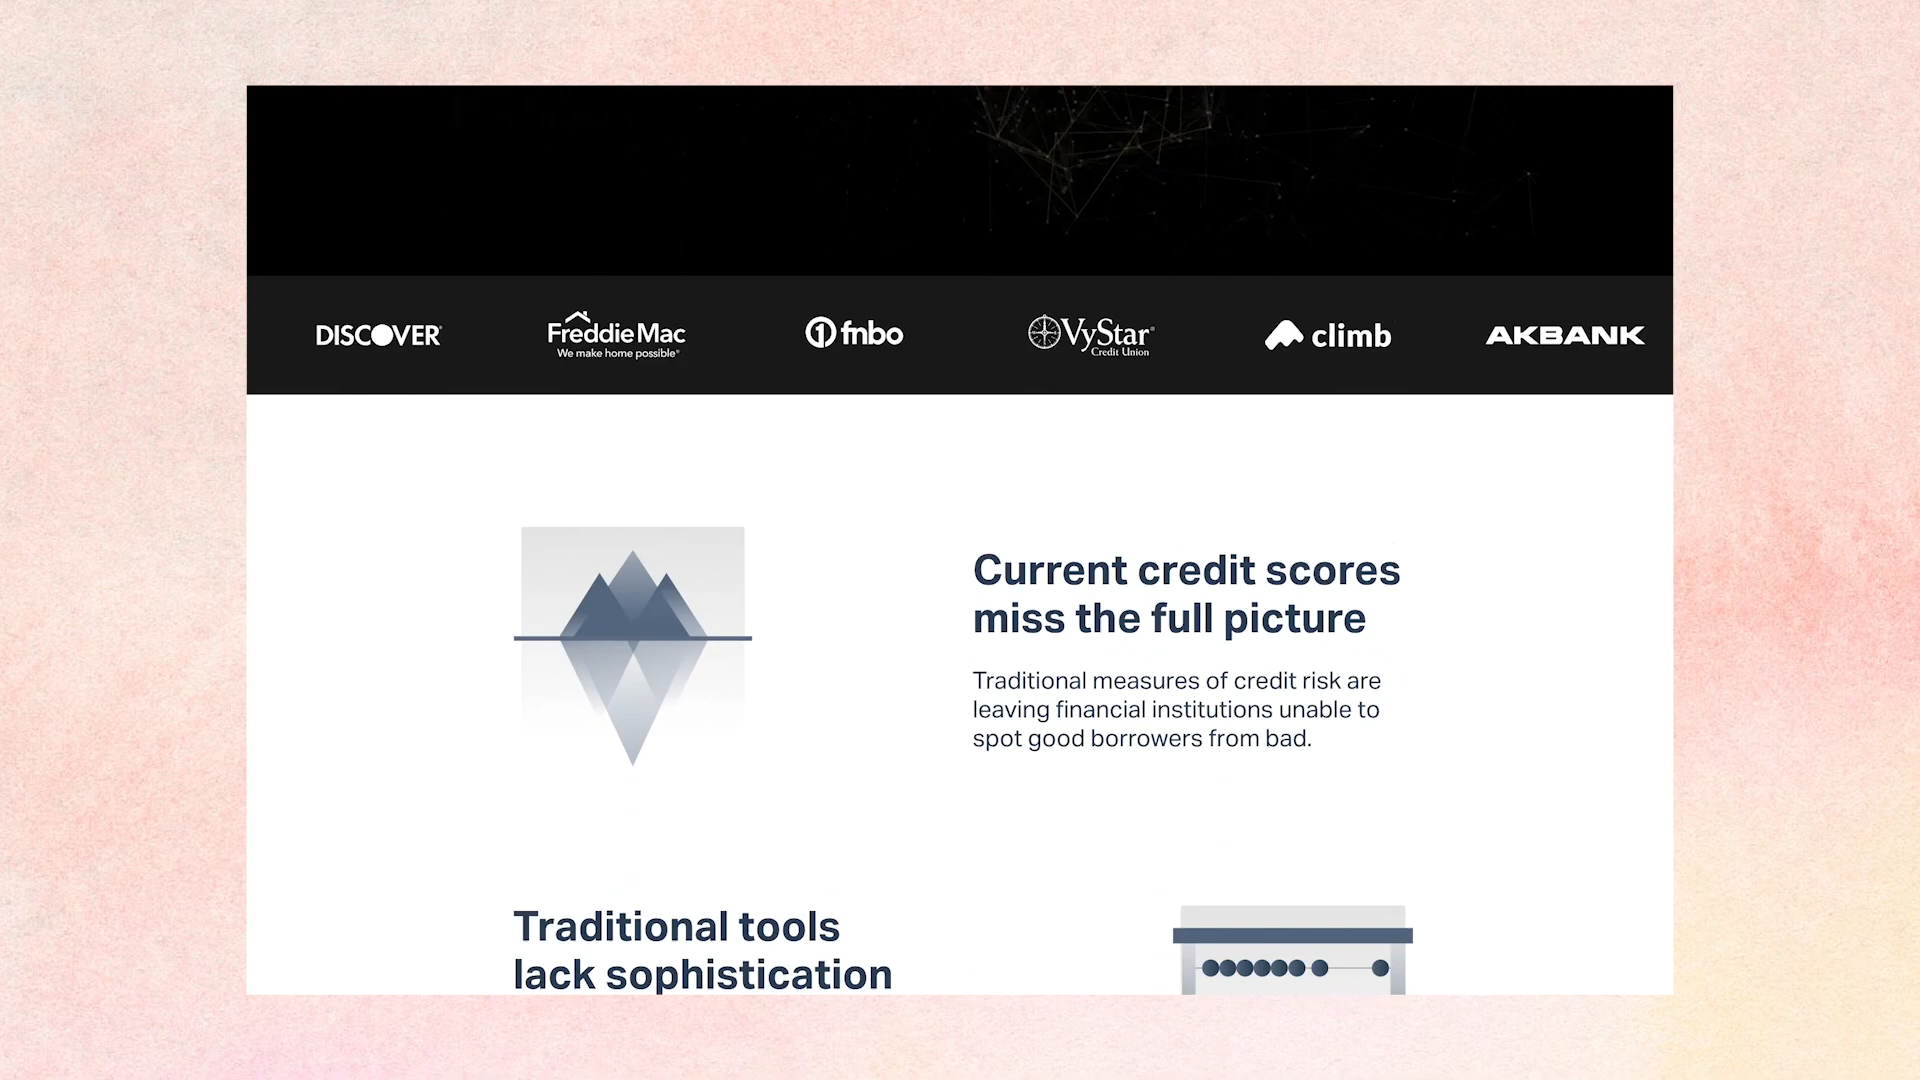 DISCOVER
Freddie Mac
We make home possible®
fnbo
VyStar®
Credit Union
climb
AKBANK
Current credit scores
miss the full picture
Traditional measures of credit risk are
leaving financial institutions unable to
spot good borrowers from bad.
Traditional tools
lack sophistication